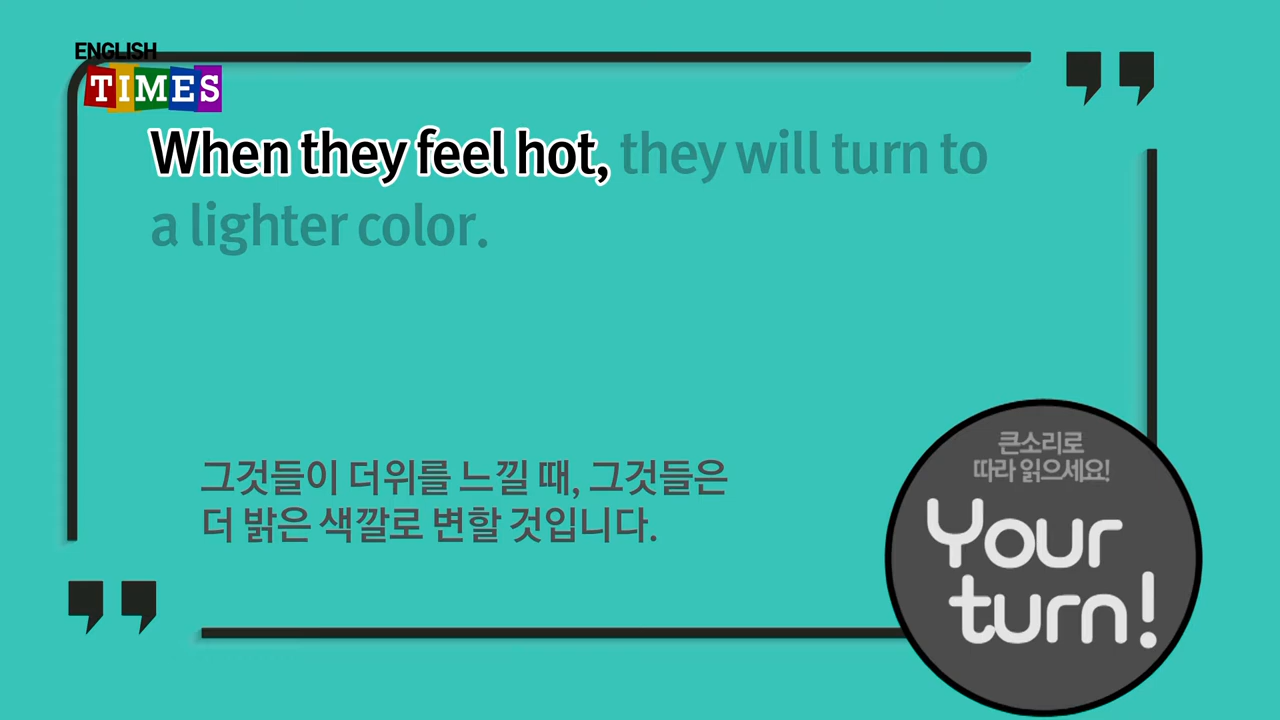 ENGLISH
TIMES
When they feel hot, they will turn to
a lighter color.
그것들이 더위를 느낄 때, 그것들은
더 밝은 색깔로 변할 것입니다.
큰소리로
따라 읽으세요!
Your
turn!